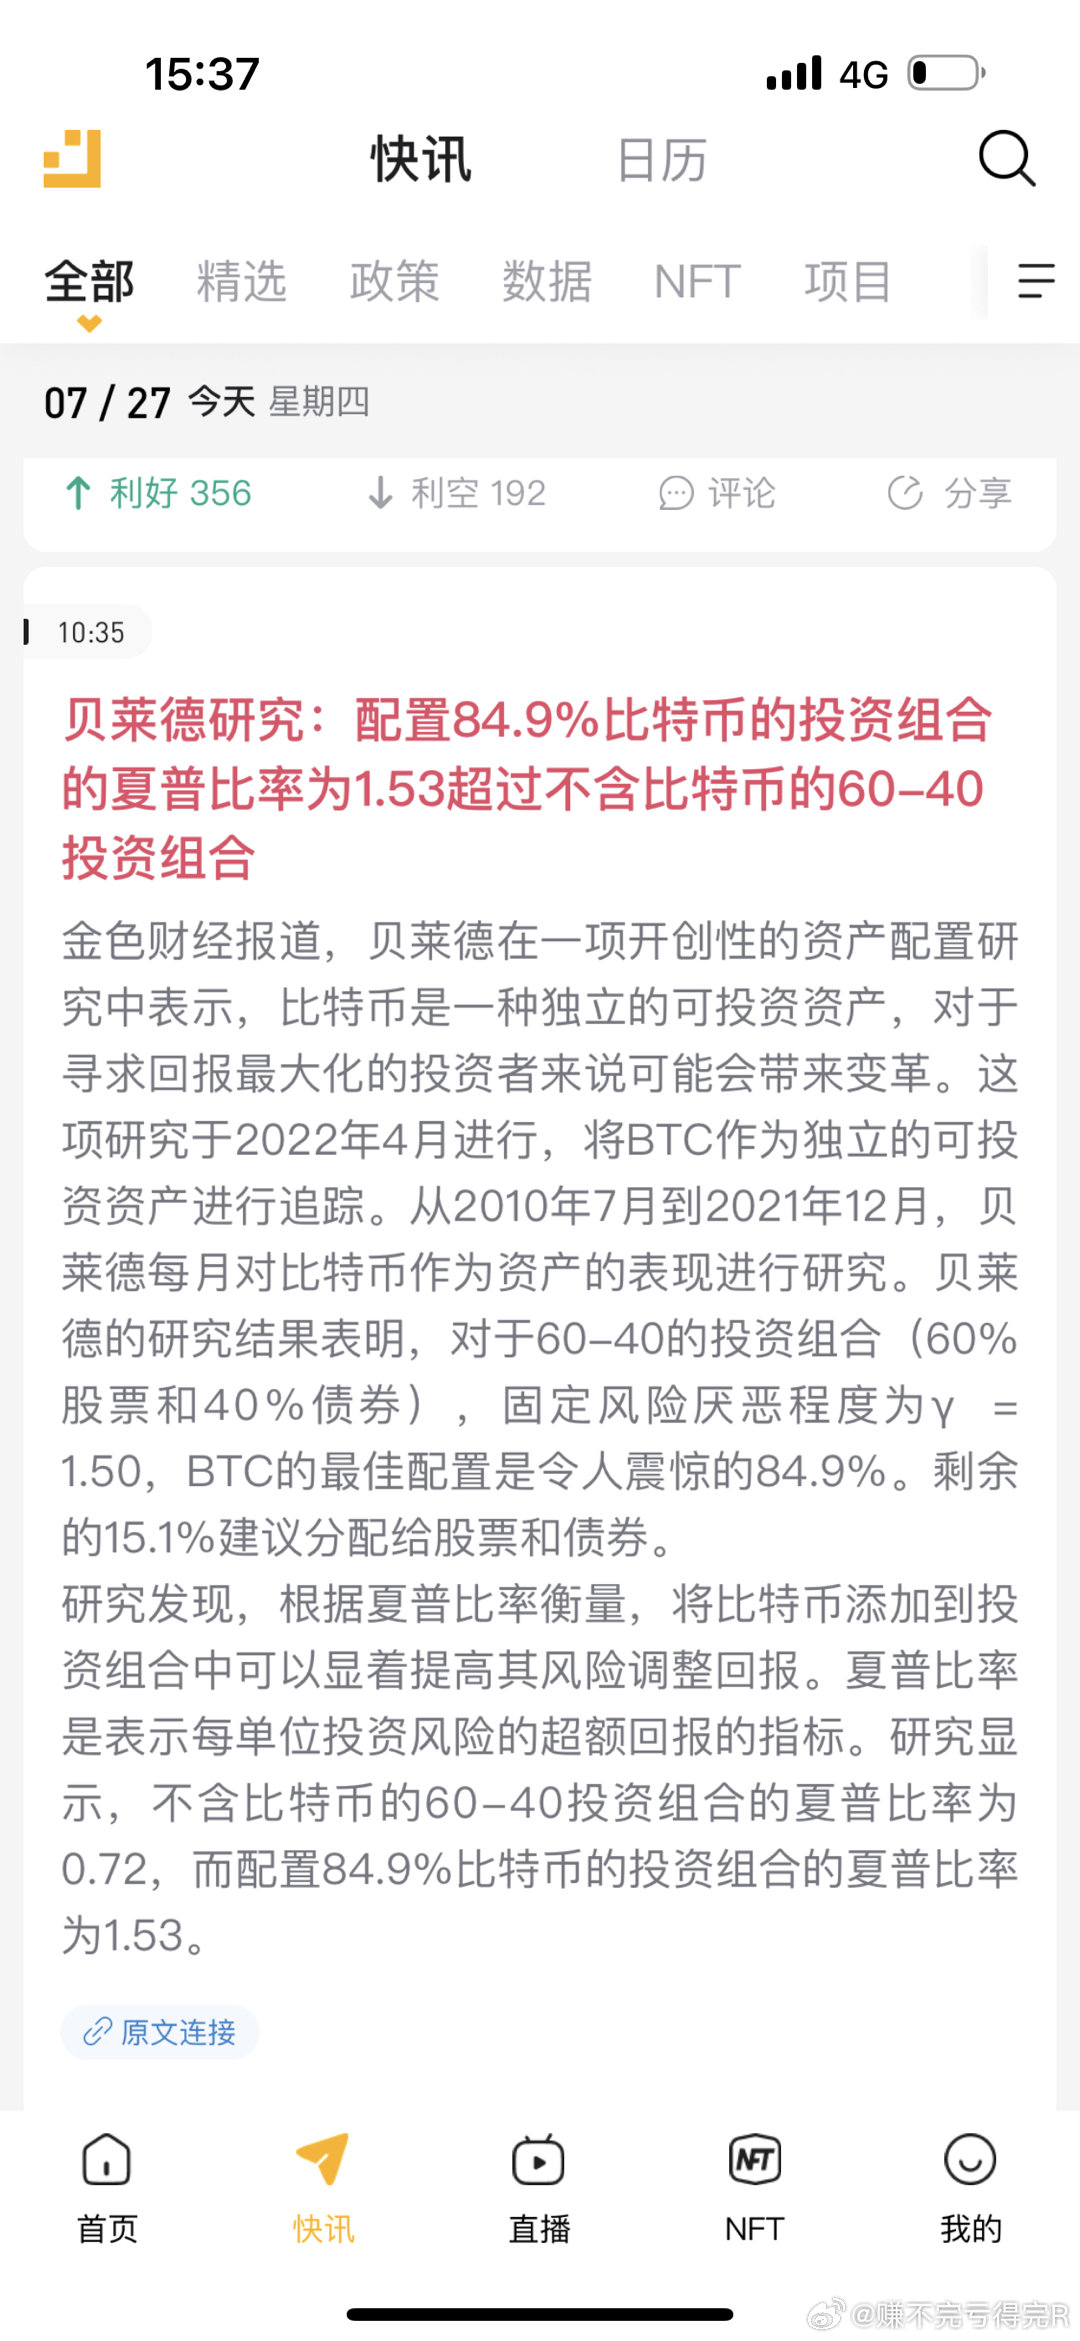 15:37
4G
快讯 日历
全部 精选 政策 数据 NFT 项目
07 / 27 今天 星期四
利好 356 利空 192 评论 分享
10:35
贝莱德研究：配置84.9%比特币的投资组合
的夏普比率为1.53超过不含比特币的60-40
投资组合
金色财经报道，贝莱德在一项开创性的资产配置研
究中表示，比特币是一种独立的可投资资产，对于
寻求回报最大化的投资者来说可能会带来变革。这
项研究于2022年4月进行，将BTC作为独立的可投
资资产进行追踪。从2010年7月到2021年12月，贝
莱德每月对比特币作为资产的表现进行研究。贝莱
德的研究结果表明，对于60-40的投资组合（60%
股票和40%债券），固定风险厌恶程度为γ =
1.50，BTC的最佳配置是令人震惊的84.9%。剩余
的15.1%建议分配给股票和债券。
研究发现，根据夏普比率衡量，将比特币添加到投
资组合中可以显着提高其风险调整回报。夏普比率
是表示每单位投资风险的超额回报的指标。研究显
示，不含比特币的60-40投资组合的夏普比率为
0.72，而配置84.9%比特币的投资组合的夏普比率
为1.53。
原文连接
NFT
首页 快讯 直播 NFT 我的
@赚不完亏得完R